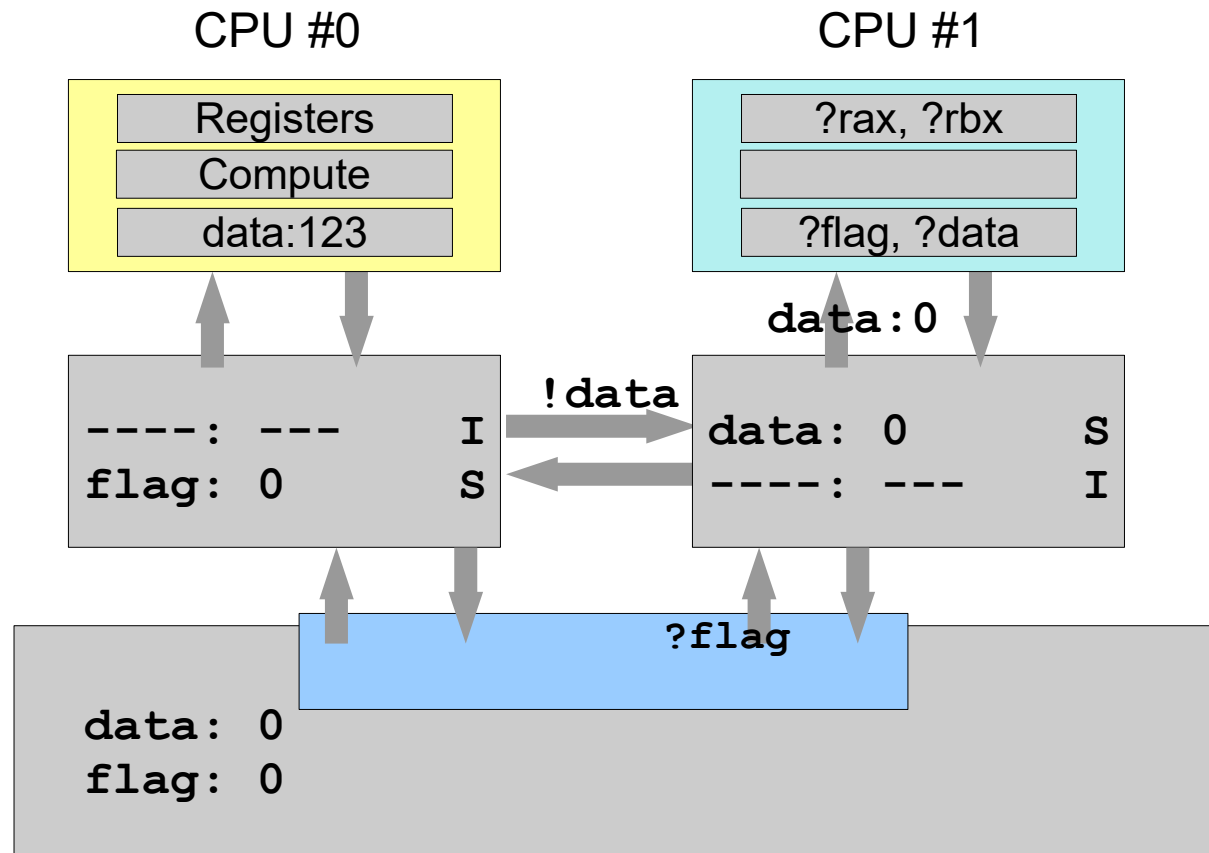 CPU #0
CPU #1
Registers
Compute
data:123
?rax, ?rbx
?flag, ?data
data:0
!data
----: --- I
flag: 0 S
data: 0 S
----: --- I
?flag
data: 0
flag: 0